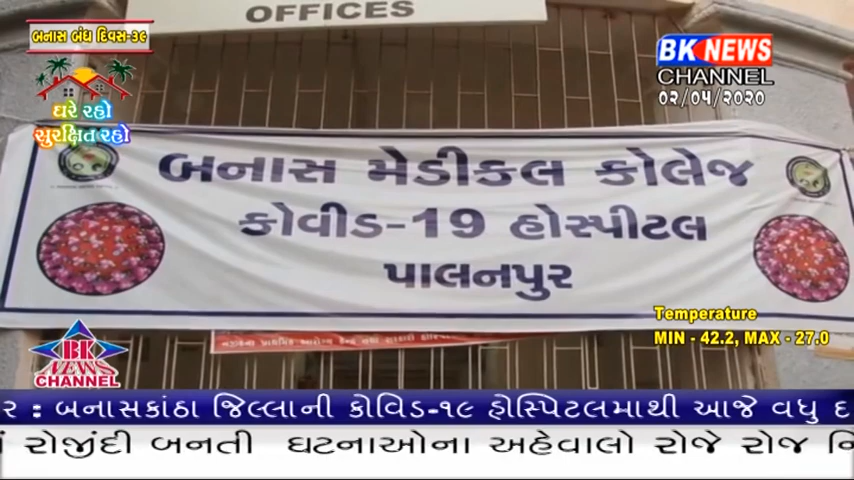 OFFICES
બનાસ બંધ દિવસ-૩૯
ઘરે રહો
સુરક્ષિત રહો
BK NEWS
CHANNEL
૦૨/૦૫/૨૦૨૦
બનાસ મેડીકલ કોલેજ
કોવીડ-19 હોસ્પીટલ
પાલનપુર
Temperature
MIN - 42.2, MAX - 27.0
BK
NEWS
CHANNEL
ર : બનાસકાંઠા જિલ્લાની કોવિડ-૧૯ હોસ્પિટલમાથી આજે વધુ દ
રોજીંદી બનતી ઘટનાઓના અહેવાલો રોજે રોજ નિ